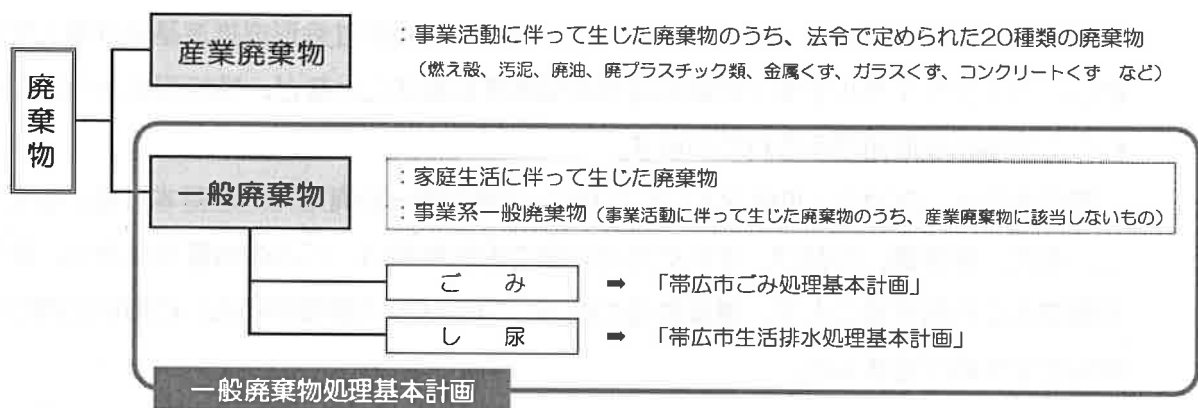 廃棄物
産業廃棄物
：事業活動に伴って生じた廃棄物のうち、法令で定められた20種類の廃棄物
（燃え殻、汚泥、廃油、廃プラスチック類、金属くず、ガラスくず、コンクリートくず　など）
一般廃棄物
：家庭生活に伴って生じた廃棄物
：事業系一般廃棄物（事業活動に伴って生じた廃棄物のうち、産業廃棄物に該当しないもの）
ご　み　➡　「帯広市ごみ処理基本計画」
し　尿　➡　「帯広市生活排水処理基本計画」
一般廃棄物処理基本計画